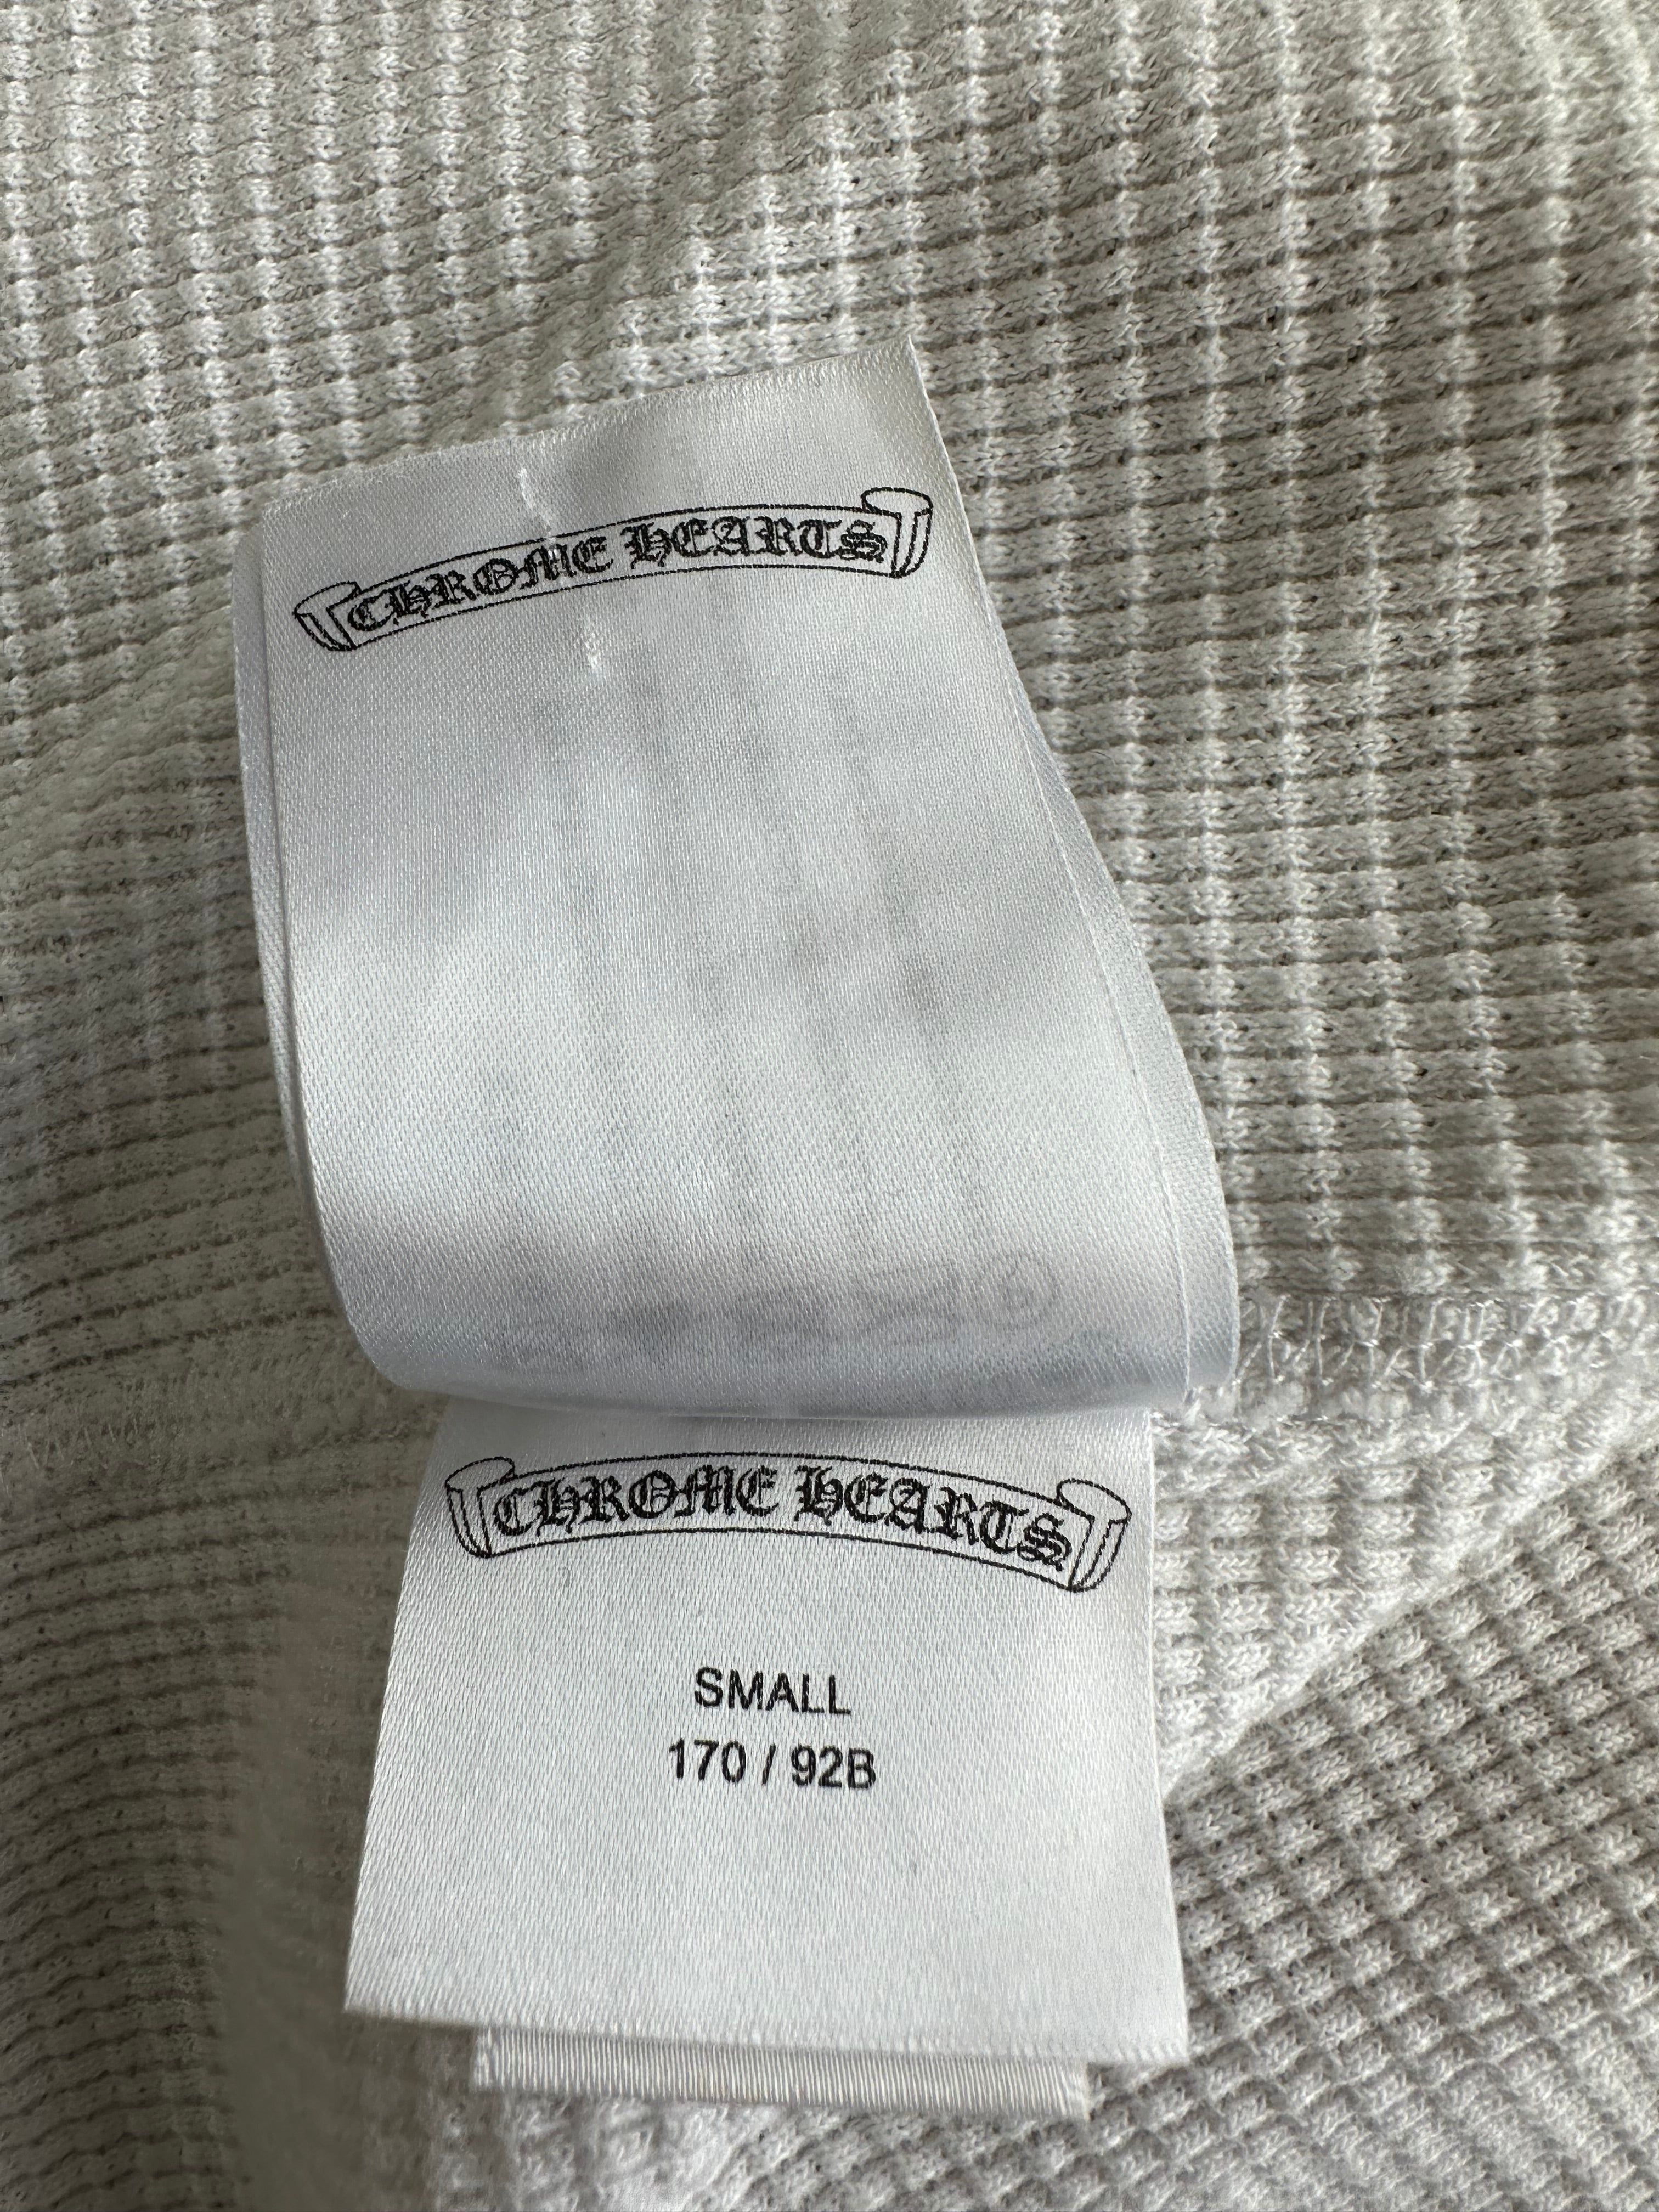 CHROME HEARTS
CHROME HEARTS
SMALL
170 / 92B